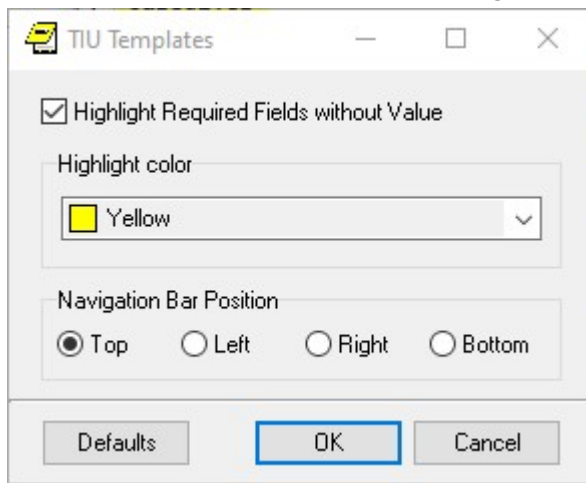 TIU Templates
Highlight Required Fields without Value
Highlight color
Yellow
Navigation Bar Position
Top Left Right Bottom
Defaults OK Cancel